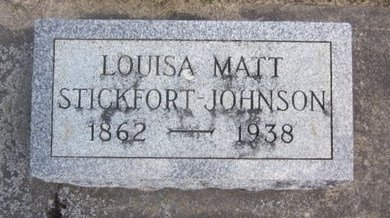 LOUISA MATT
STICKFORT-JOHNSON
1862 — 1938